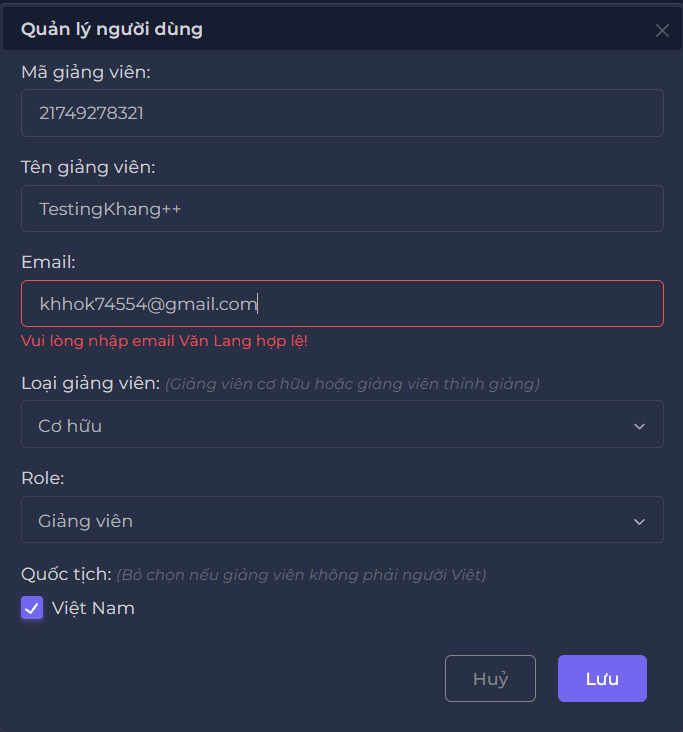 Quản lý người dùng
Mã giảng viên:
21749278321
Tên giảng viên:
TestingKhang++
Email:
khhok74554@gmail.com
Vui lòng nhập email Văn Lang hợp lệ!
Loại giảng viên: (Giảng viên cơ hữu hoặc giảng viên thỉnh giảng)
Cơ hữu
Role:
Giảng viên
Quốc tịch: (Bỏ chọn nếu giảng viên không phải người Việt)
Việt Nam
Huỷ Lưu